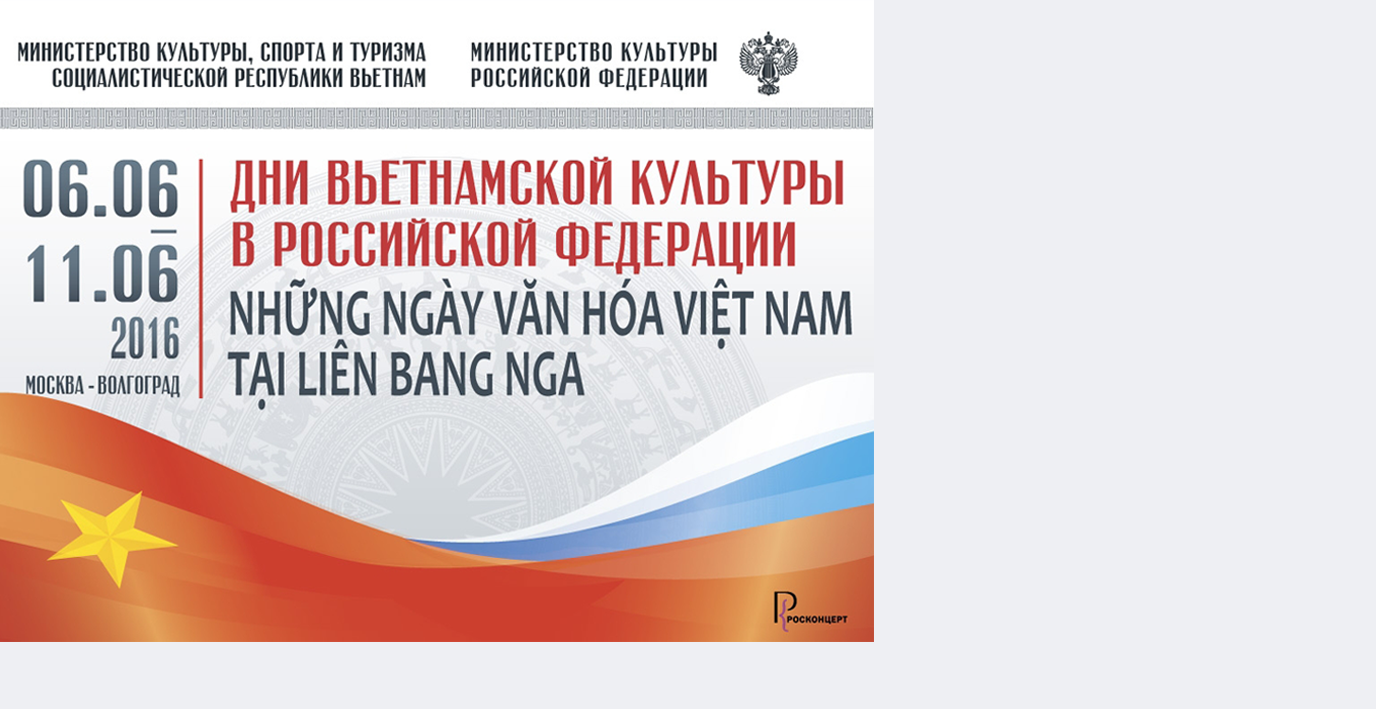 МИНИСТЕРСТВО КУЛЬТУРЫ, СПОРТА И ТУРИЗМА
СОЦИАЛИСТИЧЕСКОЙ РЕСПУБЛИКИ ВЬЕТНАМ
МИНИСТЕРСТВО КУЛЬТУРЫ
РОССИЙСКОЙ ФЕДЕРАЦИИ
06.06
–
11.06
2016
МОСКВА - ВОЛГОГРАД
ДНИ ВЬЕТНАМСКОЙ КУЛЬТУРЫ
В РОССИЙСКОЙ ФЕДЕРАЦИИ
NHỮNG NGÀY VĂN HÓA VIỆT NAM
TẠI LIÊN BANG NGA
РОСКОНЦЕРТ